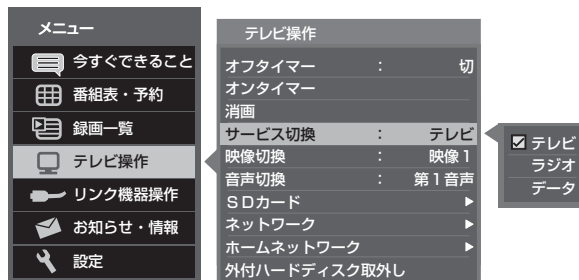 メニュー
今すぐできること
番組表・予約
録画一覧
テレビ操作
リンク機器操作
お知らせ・情報
設定
テレビ操作
オフタイマー : 切
オンタイマー
消画
サービス切換 : テレビ
映像切換 : 映像1
音声切換 : 第1音声
SDカード
ネットワーク
ホームネットワーク
外付ハードディスク取外し
テレビ
ラジオ
データ